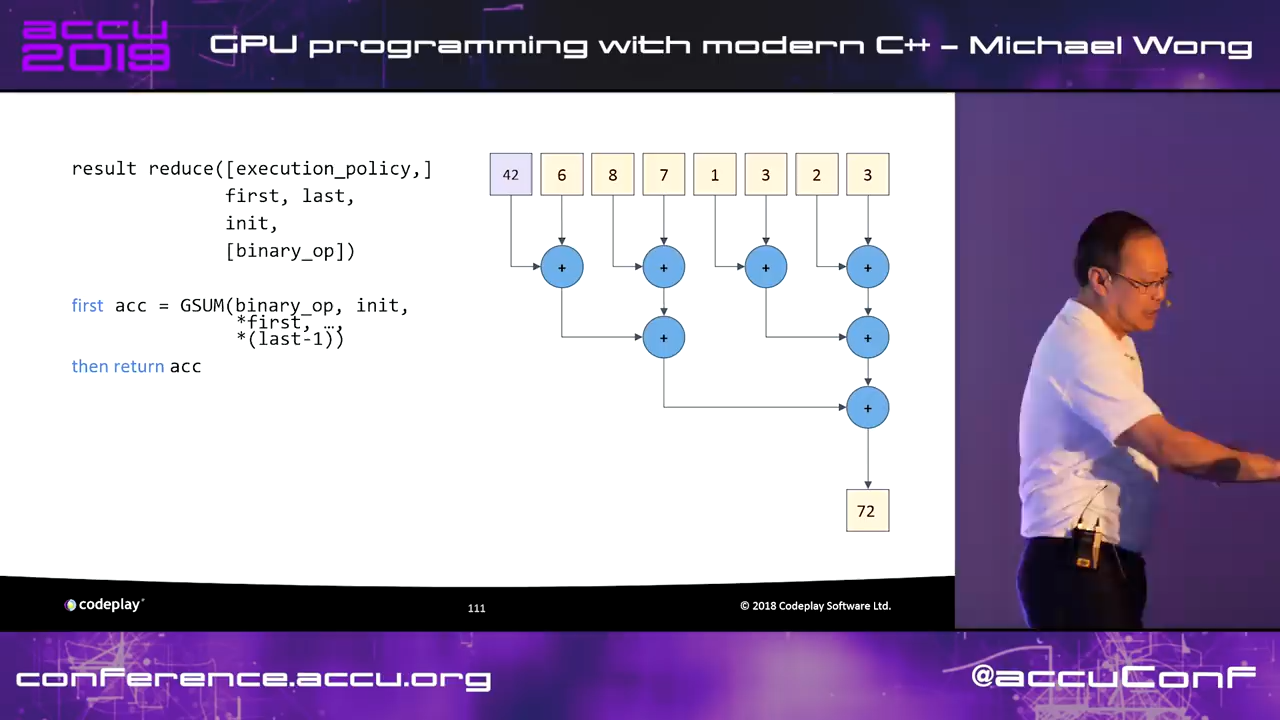 accu
2019
GPU programming with modern C++ – Michael Wong
result reduce([execution_policy,]
first, last,
init,
[binary_op])
first acc = GSUM(binary_op, init,
*first, …,
*(last-1))
then return acc
42 6 8 7 1 3 2 3
+ + + +
+ +
+
72
codeplay
111
© 2018 Codeplay Software Ltd.
conference.accu.org
@accuConf